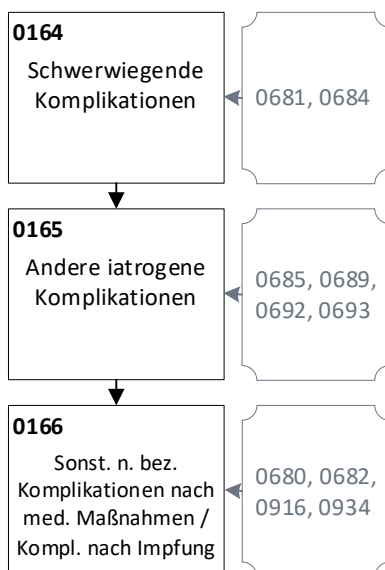 0164
Schwerwiegende
Komplikationen
0681, 0684
0165
Andere iatrogene
Komplikationen
0685, 0689,
0692, 0693
0166
Sonst. n. bez.
Komplikationen nach
med. Maßnahmen /
Kompl. nach Impfung
0680, 0682,
0916, 0934